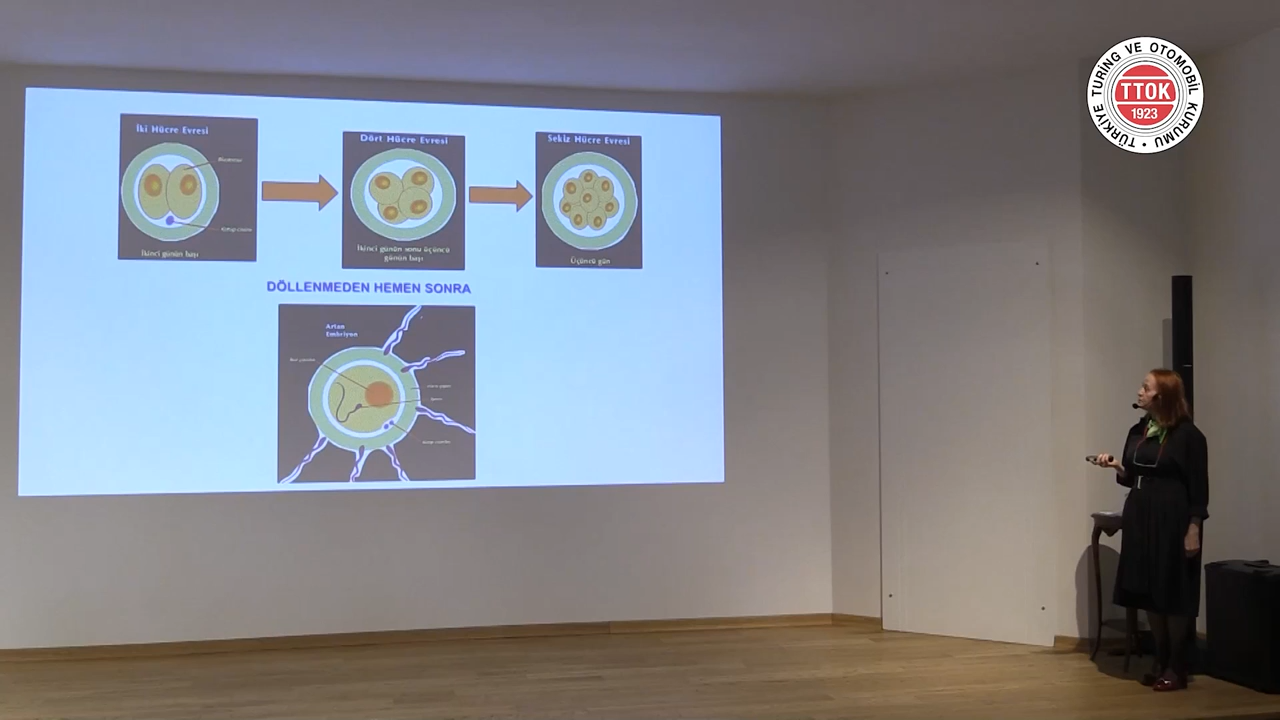 İki Hücre Evresi
İkinci günün başı
Dört Hücre Evresi
İkinci günün sonu üçüncü
günün başı
Sekiz Hücre Evresi
Üçüncü gün
DÖLLENMEDEN HEMEN SONRA
Artan
Embriyon
TÜRKİYE TURİNG VE OTOMOBİL KURUMU
TTOK
1923